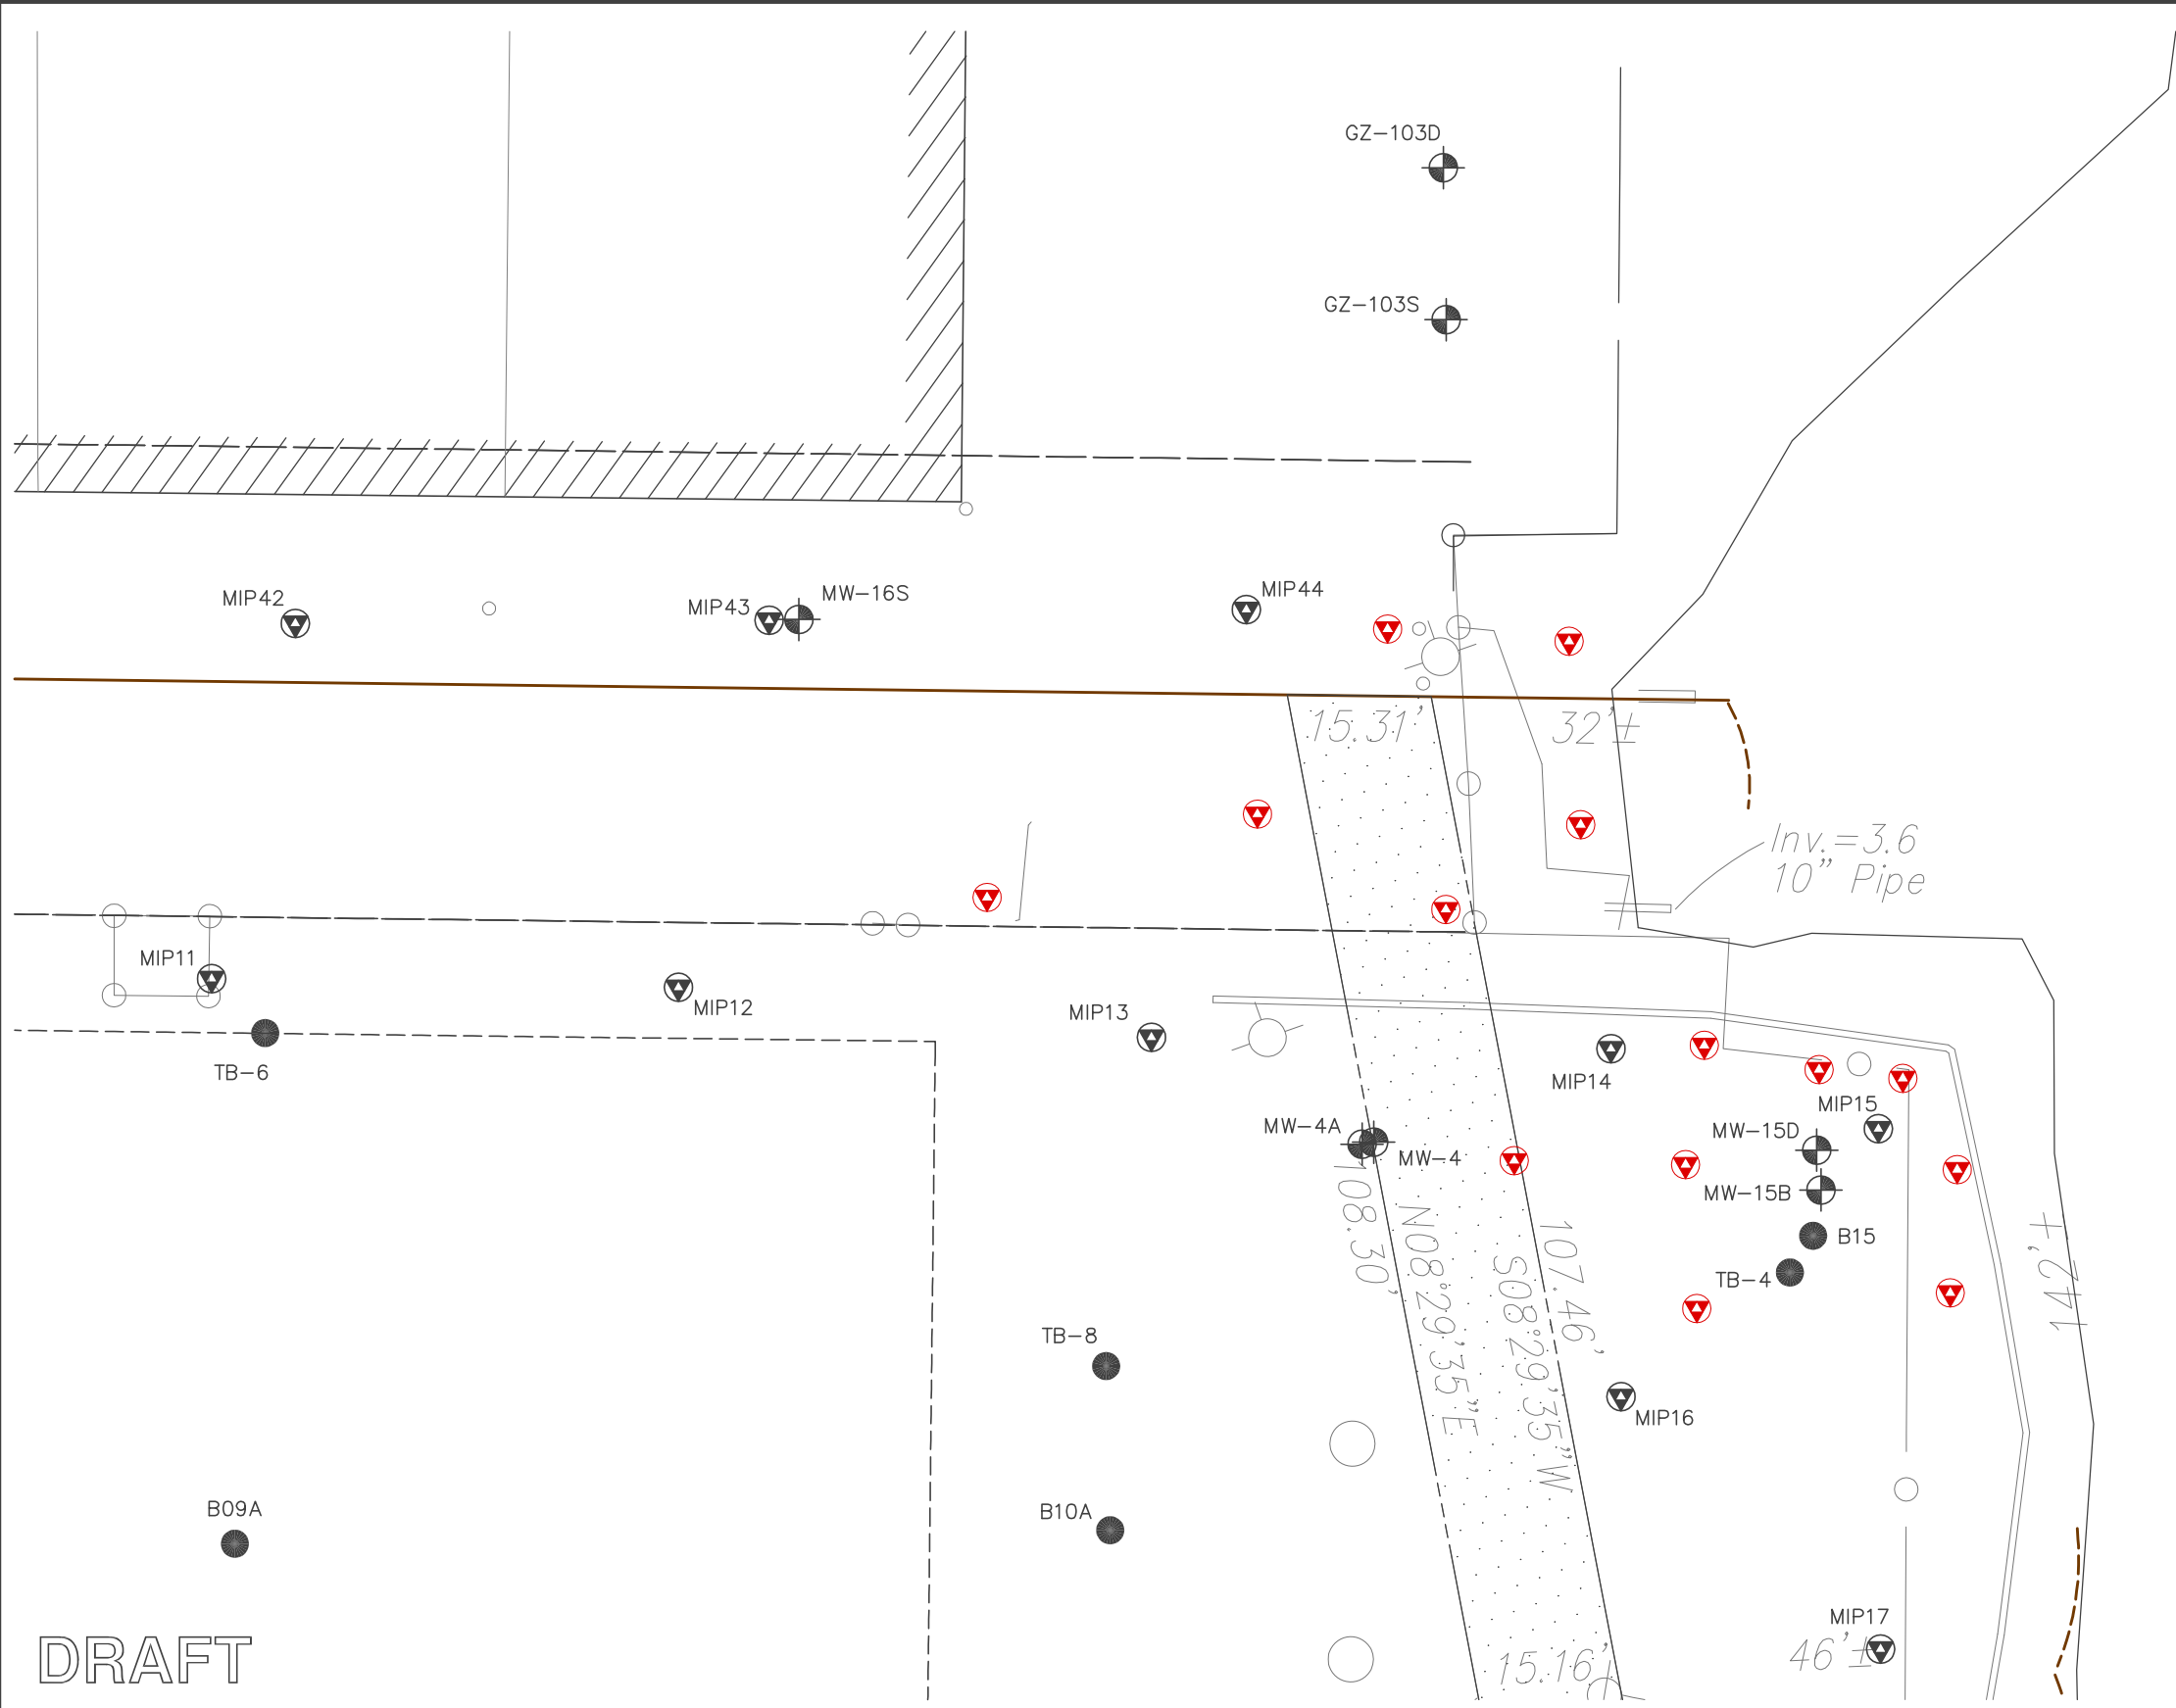 GZ-103D
GZ-103S
MIP42
MIP43
MW-16S
MIP44
15.31'
32'±
Inv.=3.6
10" Pipe
MIP11
MIP12
MIP13
TB-6
MIP14
MIP15
MW-4A
MW-4
MW-15D
MW-15B
B15
TB-4
108.30'
N08°29'35"E
S08°29'35"W
107.46'
142'±
TB-8
MIP16
B09A
B10A
MIP17
46'±
15.16'
DRAFT